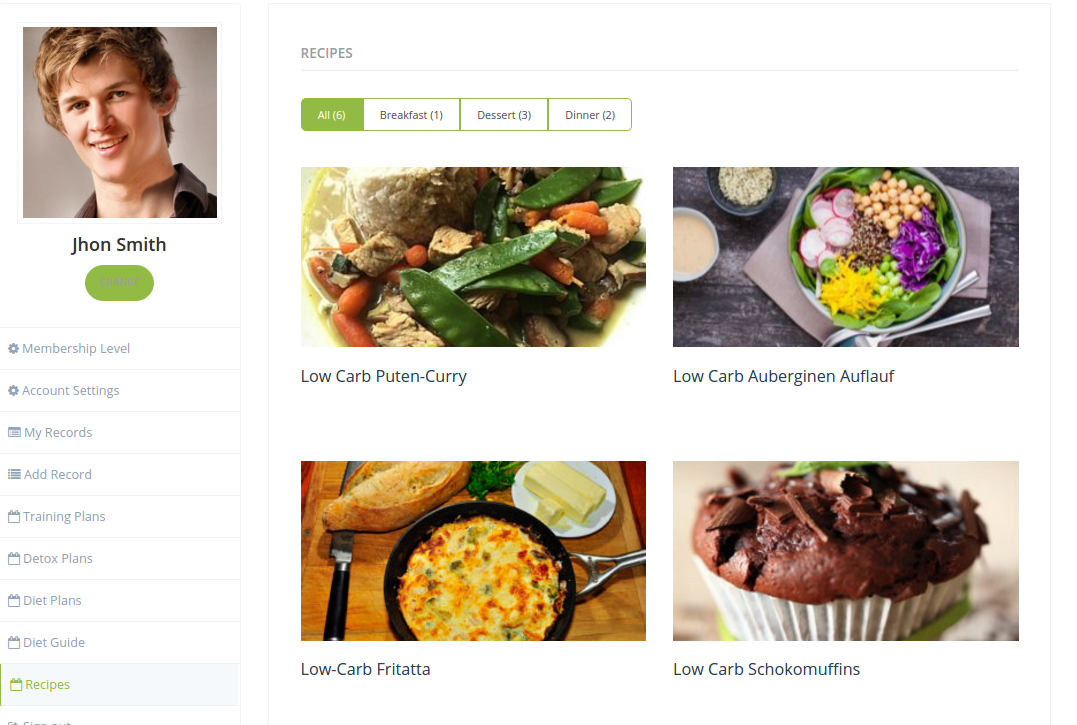 Jhon Smith
Membership Level
Account Settings
My Records
Add Record
Training Plans
Detox Plans
Diet Plans
Diet Guide
Recipes
RECIPES
All (6)
Breakfast (1)
Dessert (3)
Dinner (2)
Low Carb Puten-Curry
Low Carb Auberginen Auflauf
Low-Carb Fritatta
Low Carb Schokomuffins